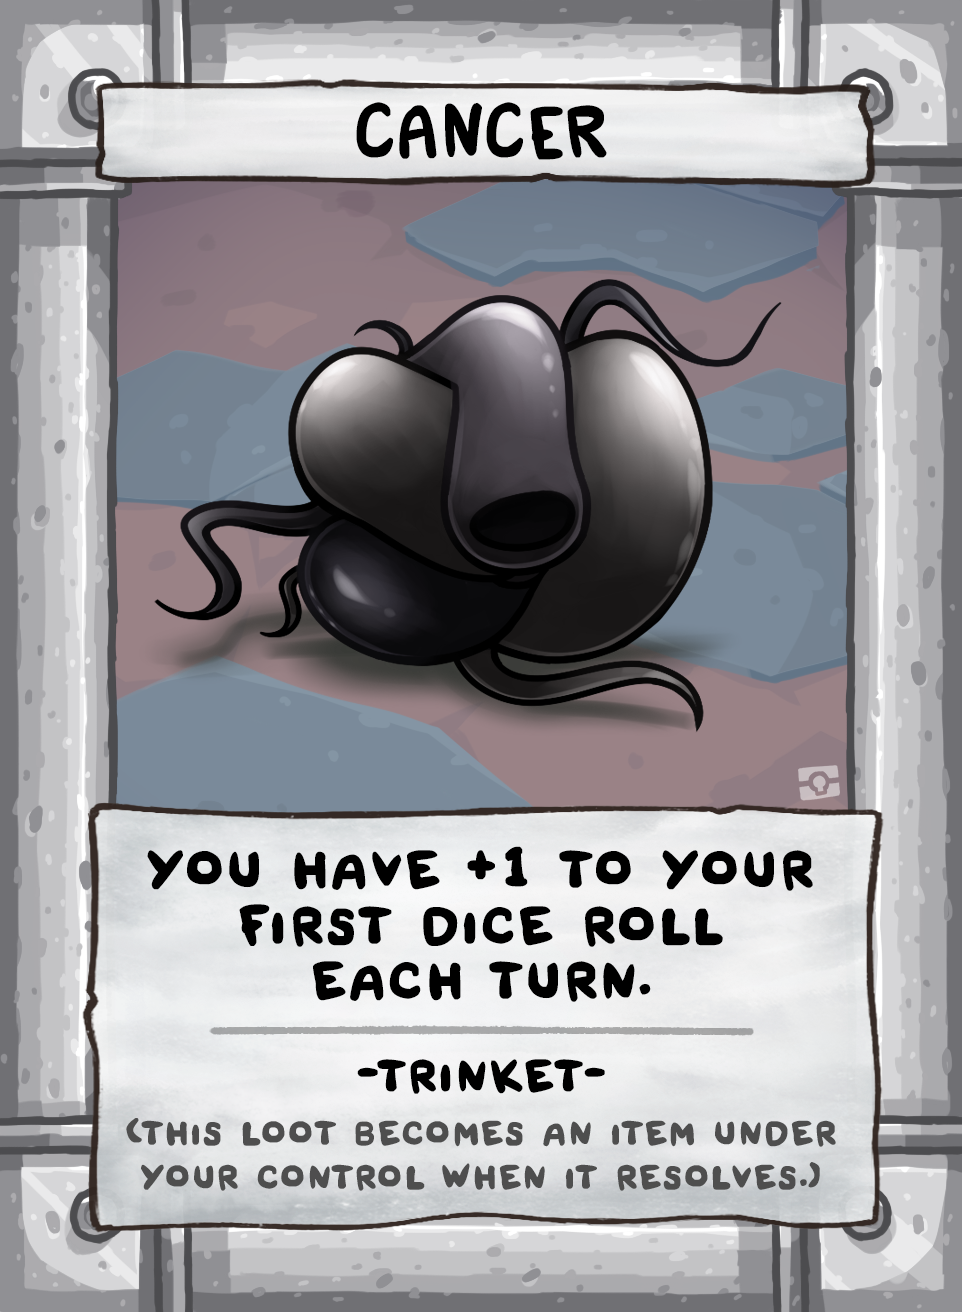 CANCER
YOU HAVE +1 TO YOUR
FIRST DICE ROLL
EACH TURN.
-TRINKET-
(THIS LOOT BECOMES AN ITEM UNDER
YOUR CONTROL WHEN IT RESOLVES.)